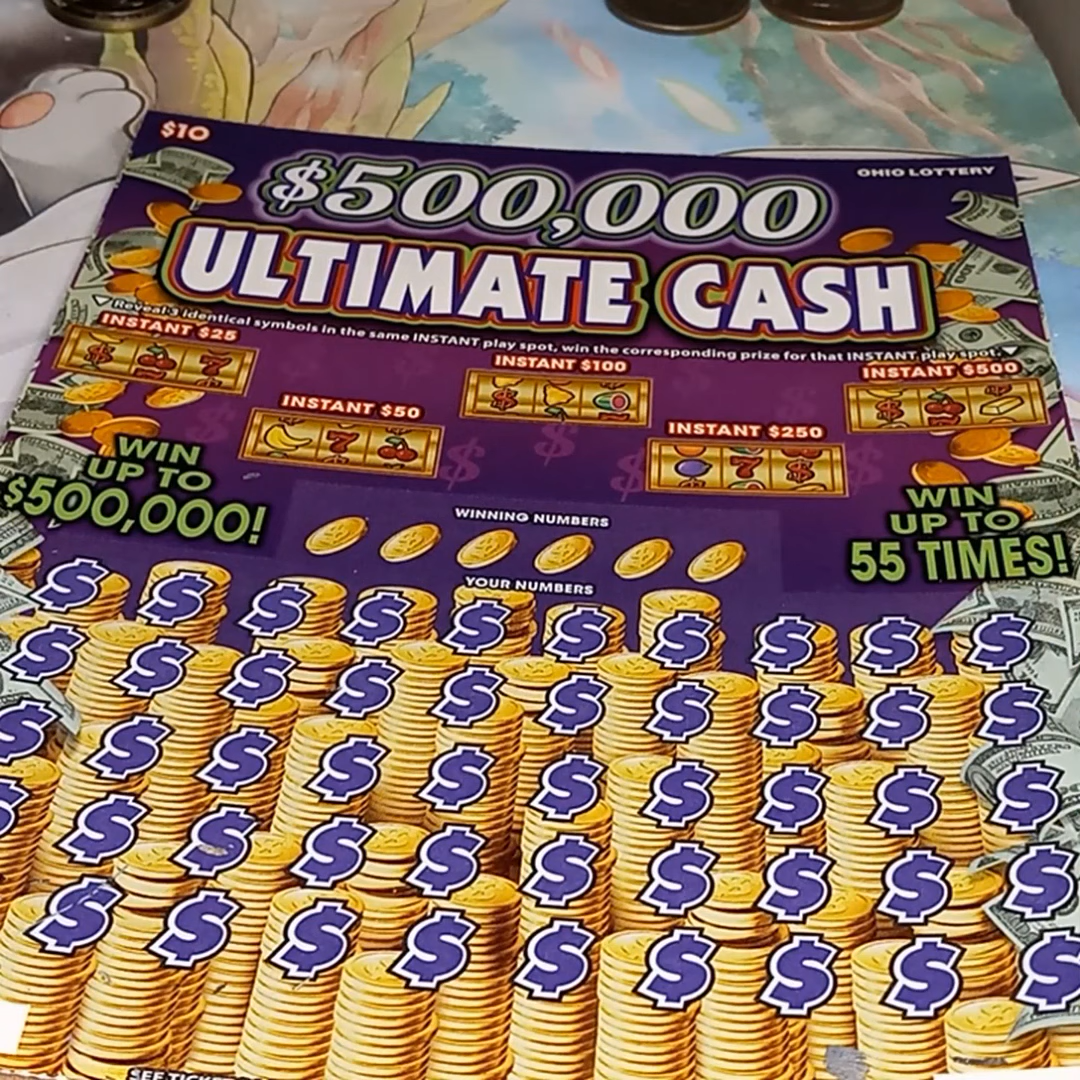 $10
OHIO LOTTERY
$500,000
ULTIMATE CASH
Reveal 3 identical symbols in the same INSTANT play spot, win the corresponding prize for that INSTANT play spot.
INSTANT $25
INSTANT $100
INSTANT $500
INSTANT $50
INSTANT $250
WIN
UP TO
$500,000!
WIN
UP TO
55 TIMES!
WINNING NUMBERS
YOUR NUMBERS